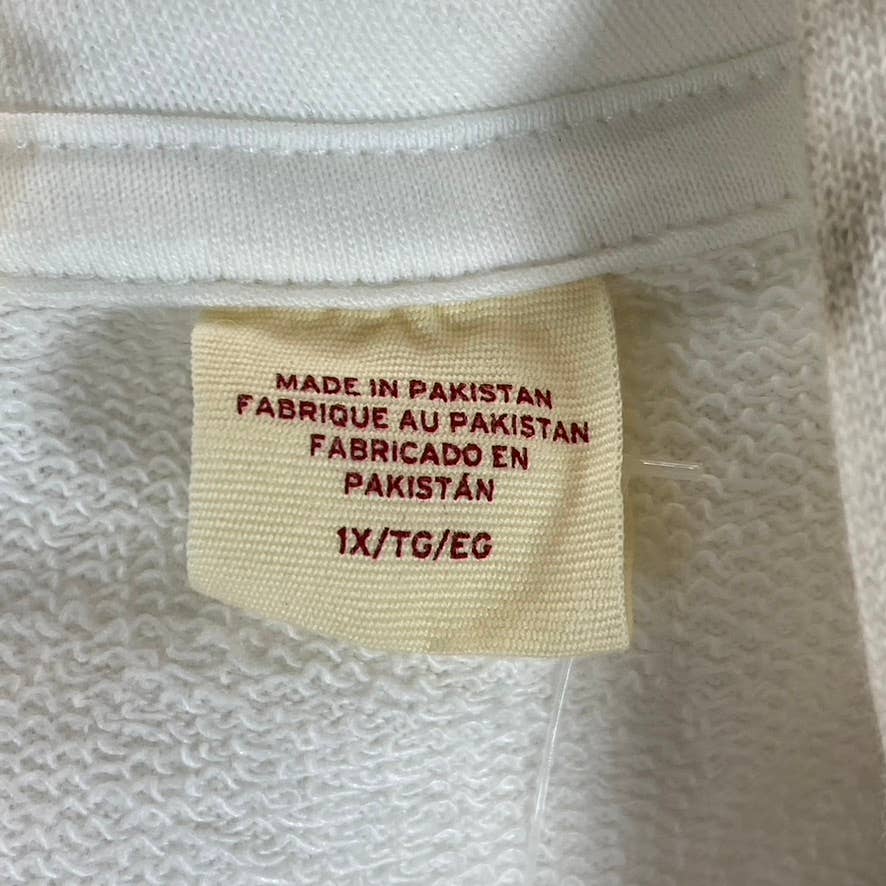 MADE IN PAKISTAN
FABRIQUE AU PAKISTAN
FABRICADO EN
PAKISTÁN
1X/TG/EG